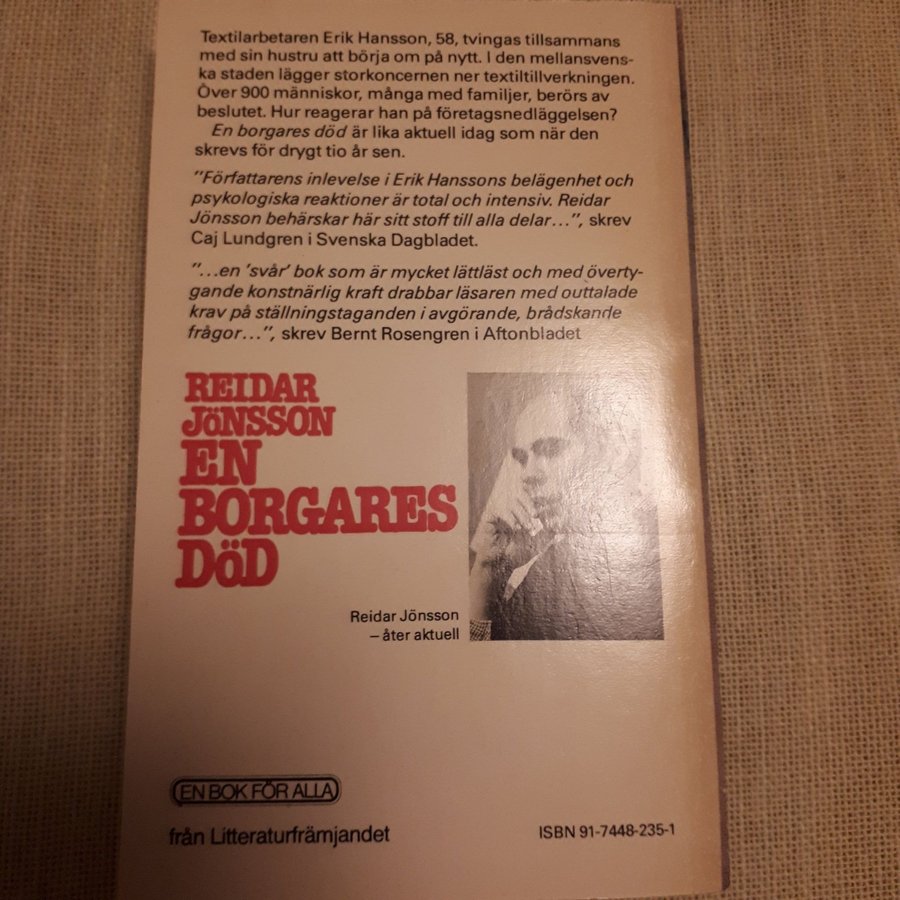 Textilarbetaren Erik Hansson, 58, tvingas tillsammans
med sin hustru att börja om på nytt. I den mellansvens-
ka staden lägger storkoncernen ner textiltillverkningen.
Över 900 människor, många med familjer, berörs av
beslutet. Hur reagerar han på företagsnedläggelsen?
En borgares död är lika aktuell idag som när den
skrevs för drygt tio år sen.
"Författarens inlevelse i Erik Hanssons belägenhet och
psykologiska reaktioner är total och intensiv. Reidar
Jönsson behärskar här sitt stoff till alla delar...", skrev
Caj Lundgren i Svenska Dagbladet.
"...en 'svår' bok som är mycket lättläst och med överty-
gande konstnärlig kraft drabbar läsaren med outtalade
krav på ställningstaganden i avgörande, brådskande
frågor...", skrev Bernt Rosengren i Aftonbladet
REIDAR
JÖNSSON
EN
BORGARES
DÖD
Reidar Jönsson
– åter aktuell
EN BOK FÖR ALLA
från Litteraturfrämjandet
ISBN 91-7448-235-1